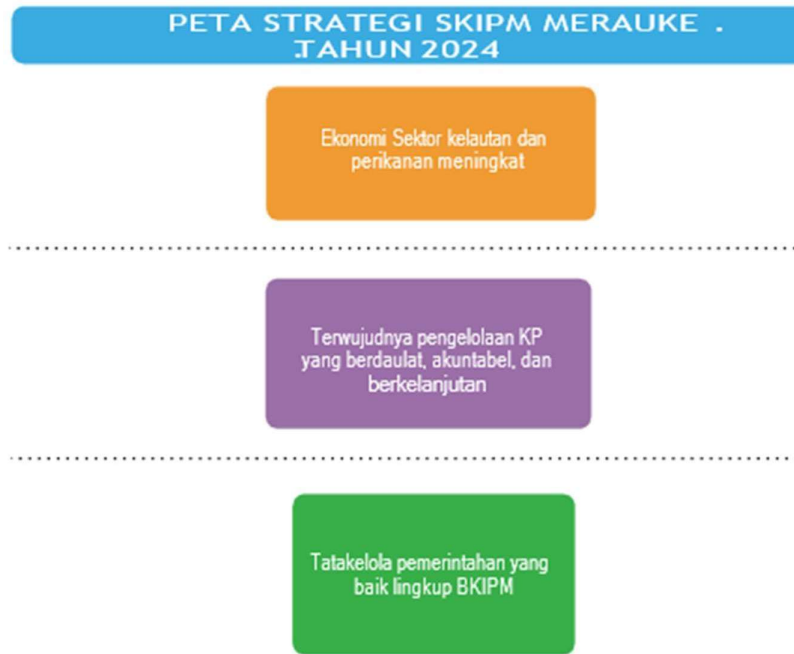 PETA STRATEGI SKIPM MERAUKE .
.TAHUN 2024
Ekonomi Sektor kelautan dan
perikanan meningkat
Terwujudnya pengelolaan KP
yang berdaulat, akuntabel, dan
berkelanjutan
Tatakelola pemerintahan yang
baik lingkup BKIPM